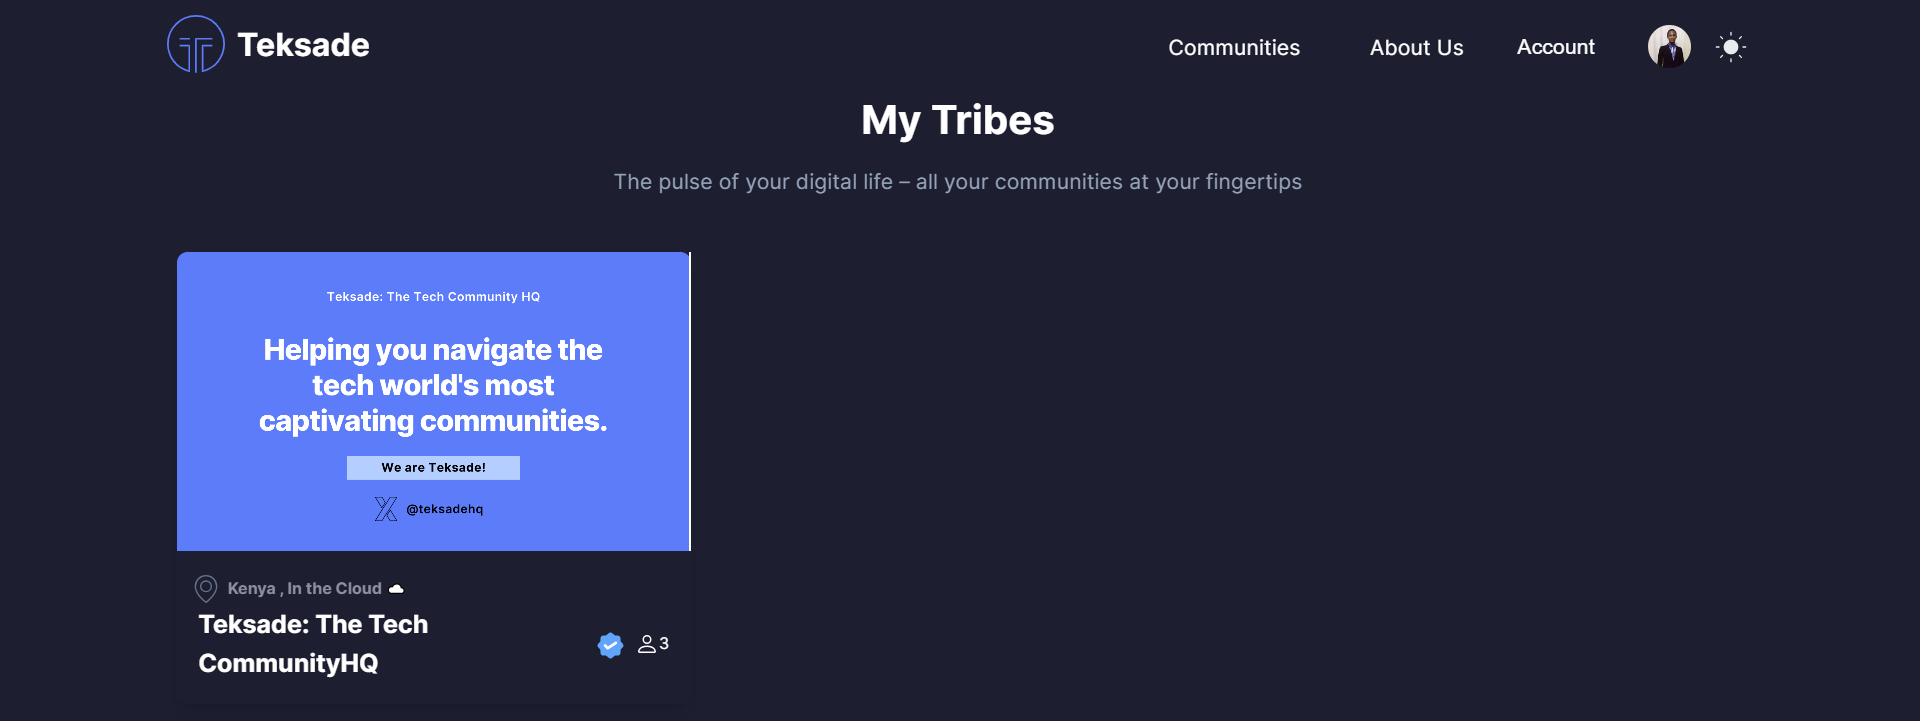 Teksade
Communities
About Us
Account
My Tribes
The pulse of your digital life – all your communities at your fingertips
Teksade: The Tech Community HQ
Helping you navigate the
tech world's most
captivating communities.
We are Teksade!
@teksadehq
Kenya , In the Cloud
Teksade: The Tech
CommunityHQ
3